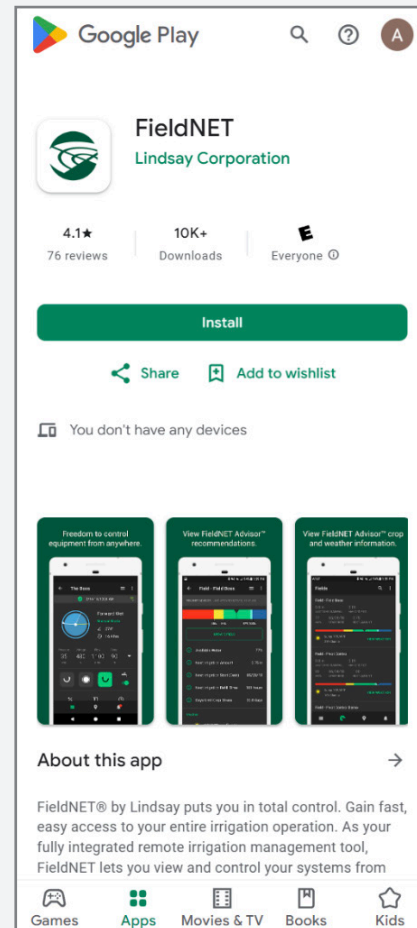 Google Play
A
FieldNET
Lindsay Corporation
4.1★
76 reviews
10K+
Downloads
E
Everyone
Install
Share
Add to wishlist
You don't have any devices
Freedom to control
equipment from anywhere.
View FieldNET Advisor™
recommendations.
View FieldNET Advisor™ crop
and weather information.
Fields
About this app
FieldNET® by Lindsay puts you in total control. Gain fast,
easy access to your entire irrigation operation. As your
fully integrated remote irrigation management tool,
FieldNET lets you view and control your systems from
Games
Apps
Movies & TV
Books
Kids